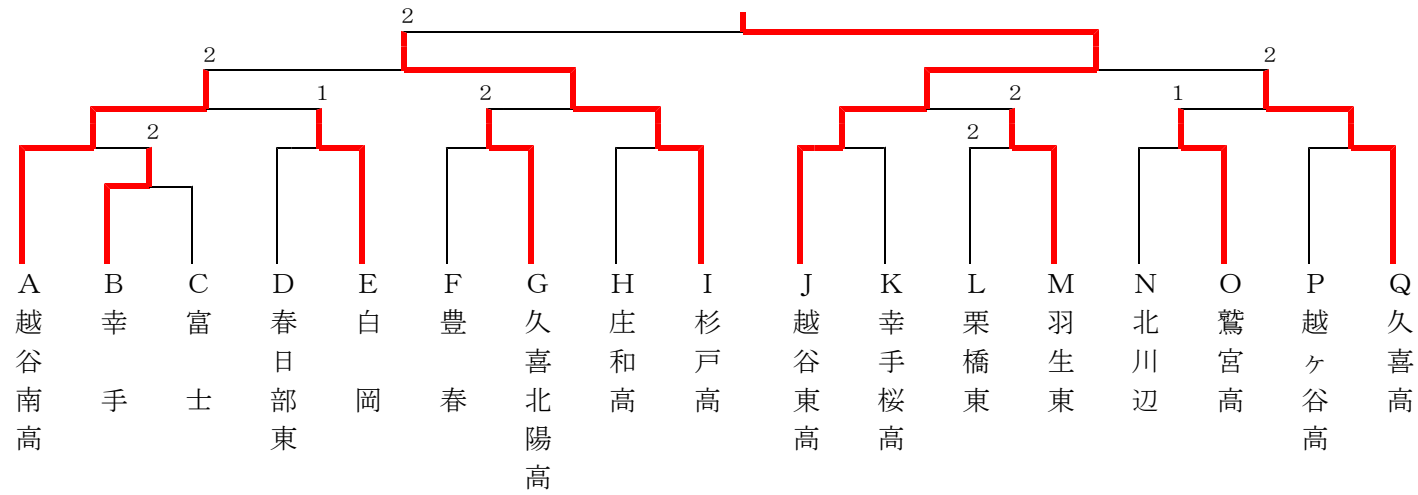 2
2
2
1
2
2
1
2
2
A 越谷南高
B 幸手
C 富士
D 春日部東
E 白岡
F 豊春
G 久喜北陽高
H 庄和高
I 杉戸高
J 越谷東高
K 幸手桜高
L 栗橋東
M 羽生東
N 北川辺
O 鷲宮高
P 越ヶ谷高
Q 久喜高